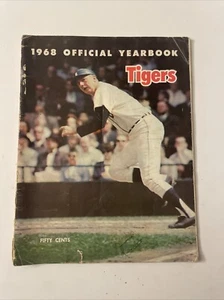 1968 OFFICIAL YEARBOOK
Tigers
FIFTY CENTS